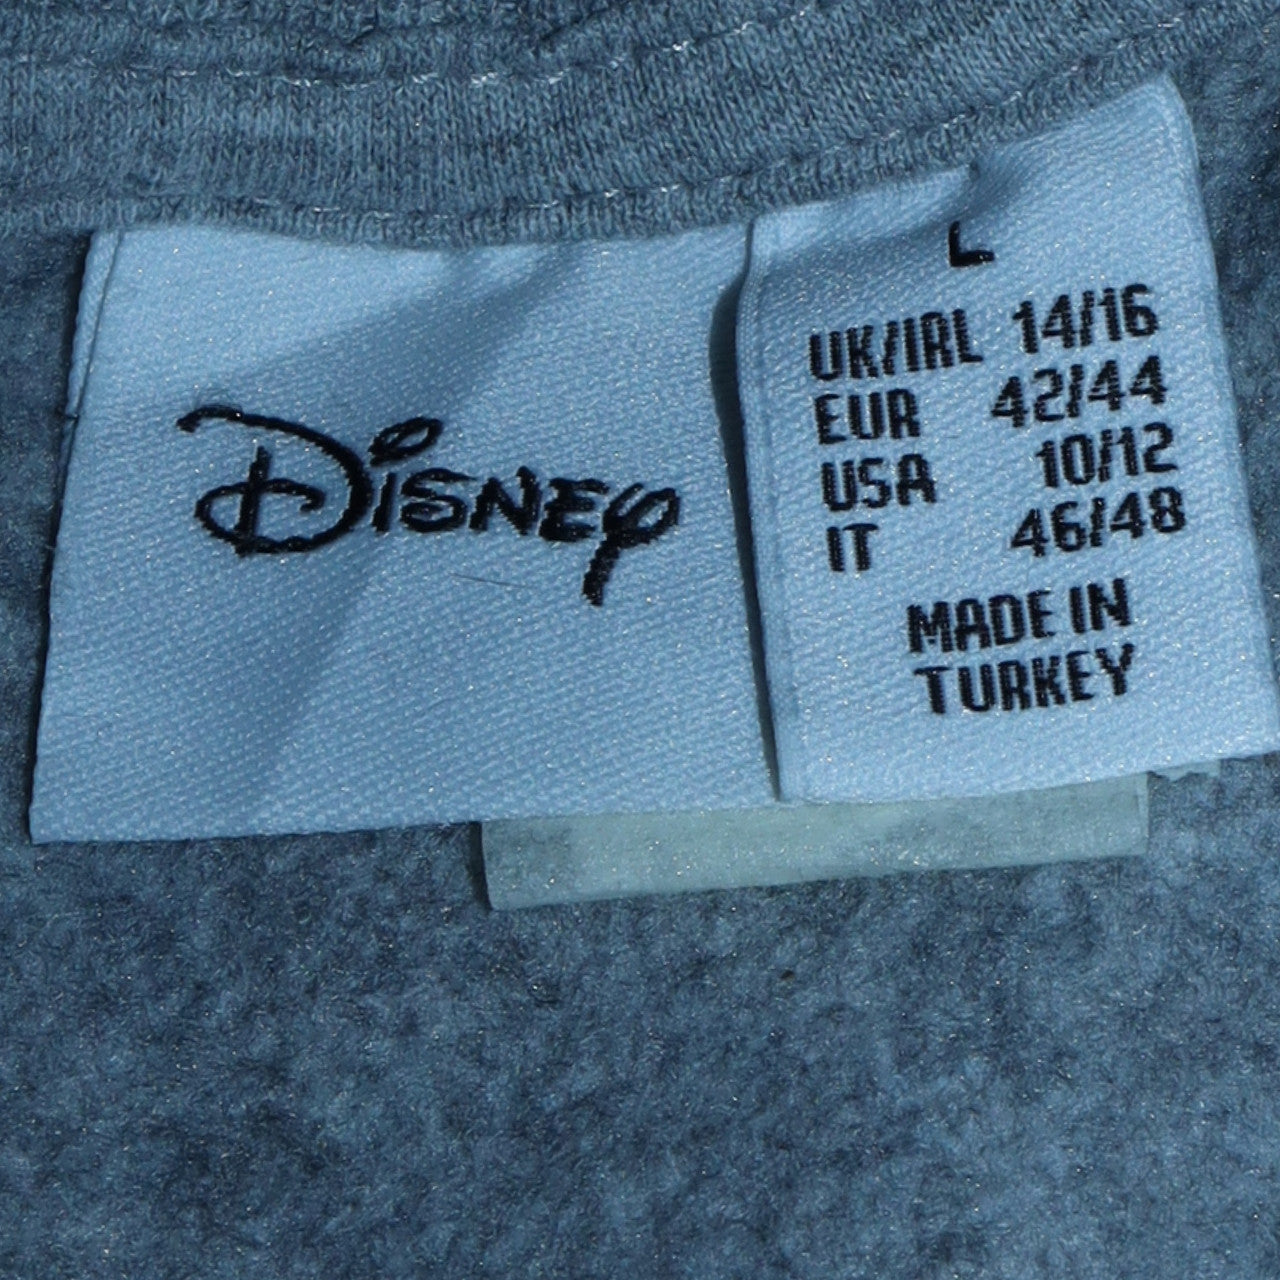 Disney
L
UK/IRL 14/16
EUR 42/44
USA 10/12
IT 46/48
MADE IN
TURKEY